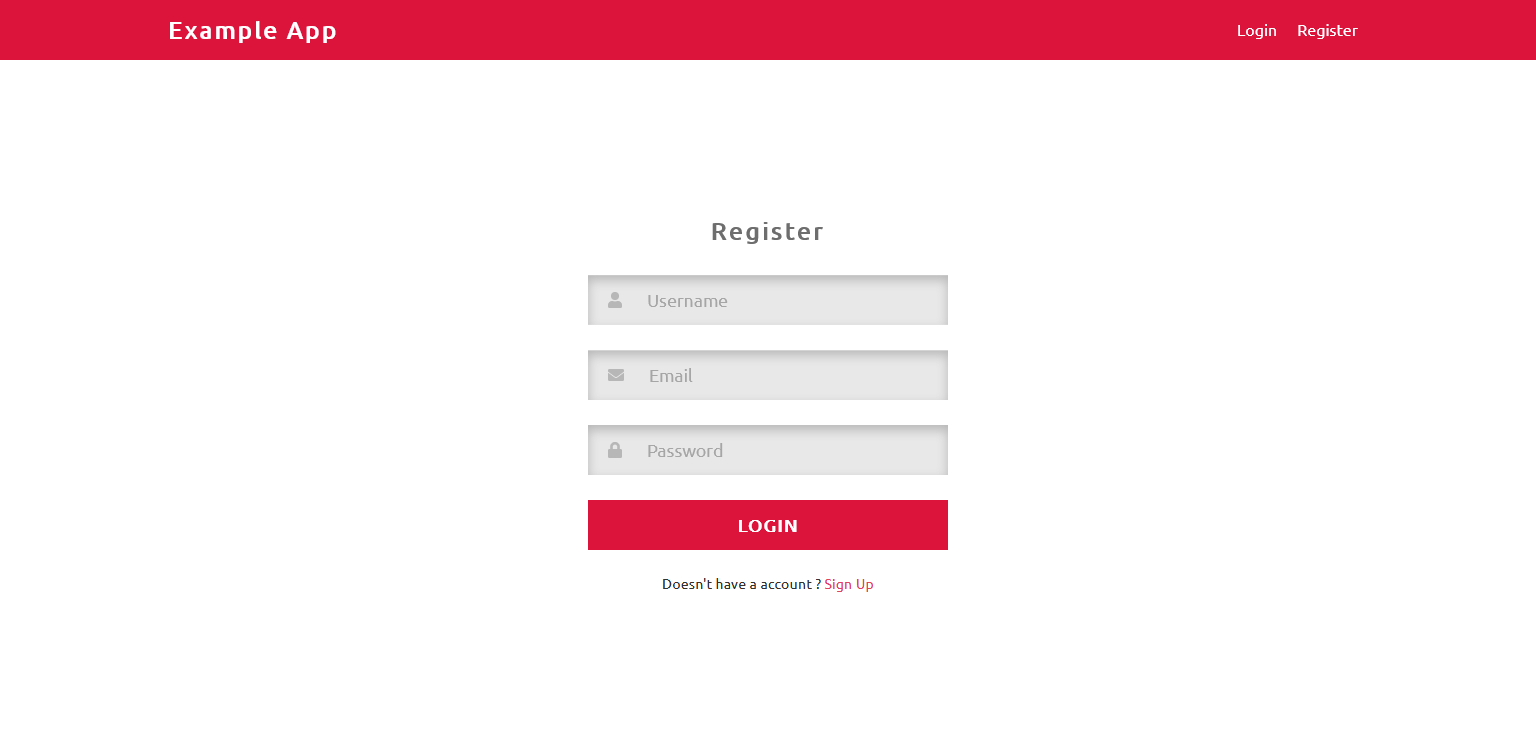 Example App
Login Register
Register
Username
Email
Password
LOGIN
Doesn't have a account ? Sign Up